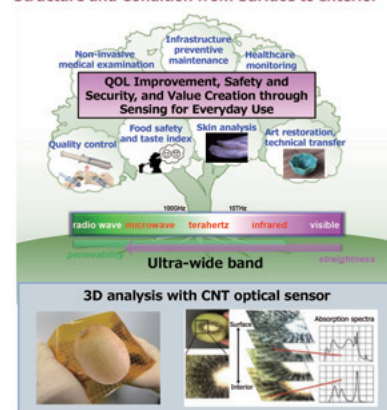 Structure and Condition from Surface to Interior
Infrastructure
preventive
maintenance
Non-invasive
medical examination
Healthcare
monitoring
QOL Improvement, Safety and
Security, and Value Creation through
Sensing for Everyday Use
Quality control
Food safety
and taste index
Skin analysis
Art restoration,
technical transfer
100GHz
10THz
radio wave microwave terahertz infrared visible
permeability
straightness
Ultra-wide band
3D analysis with CNT optical sensor
Surface
Interior
Absorption spectra